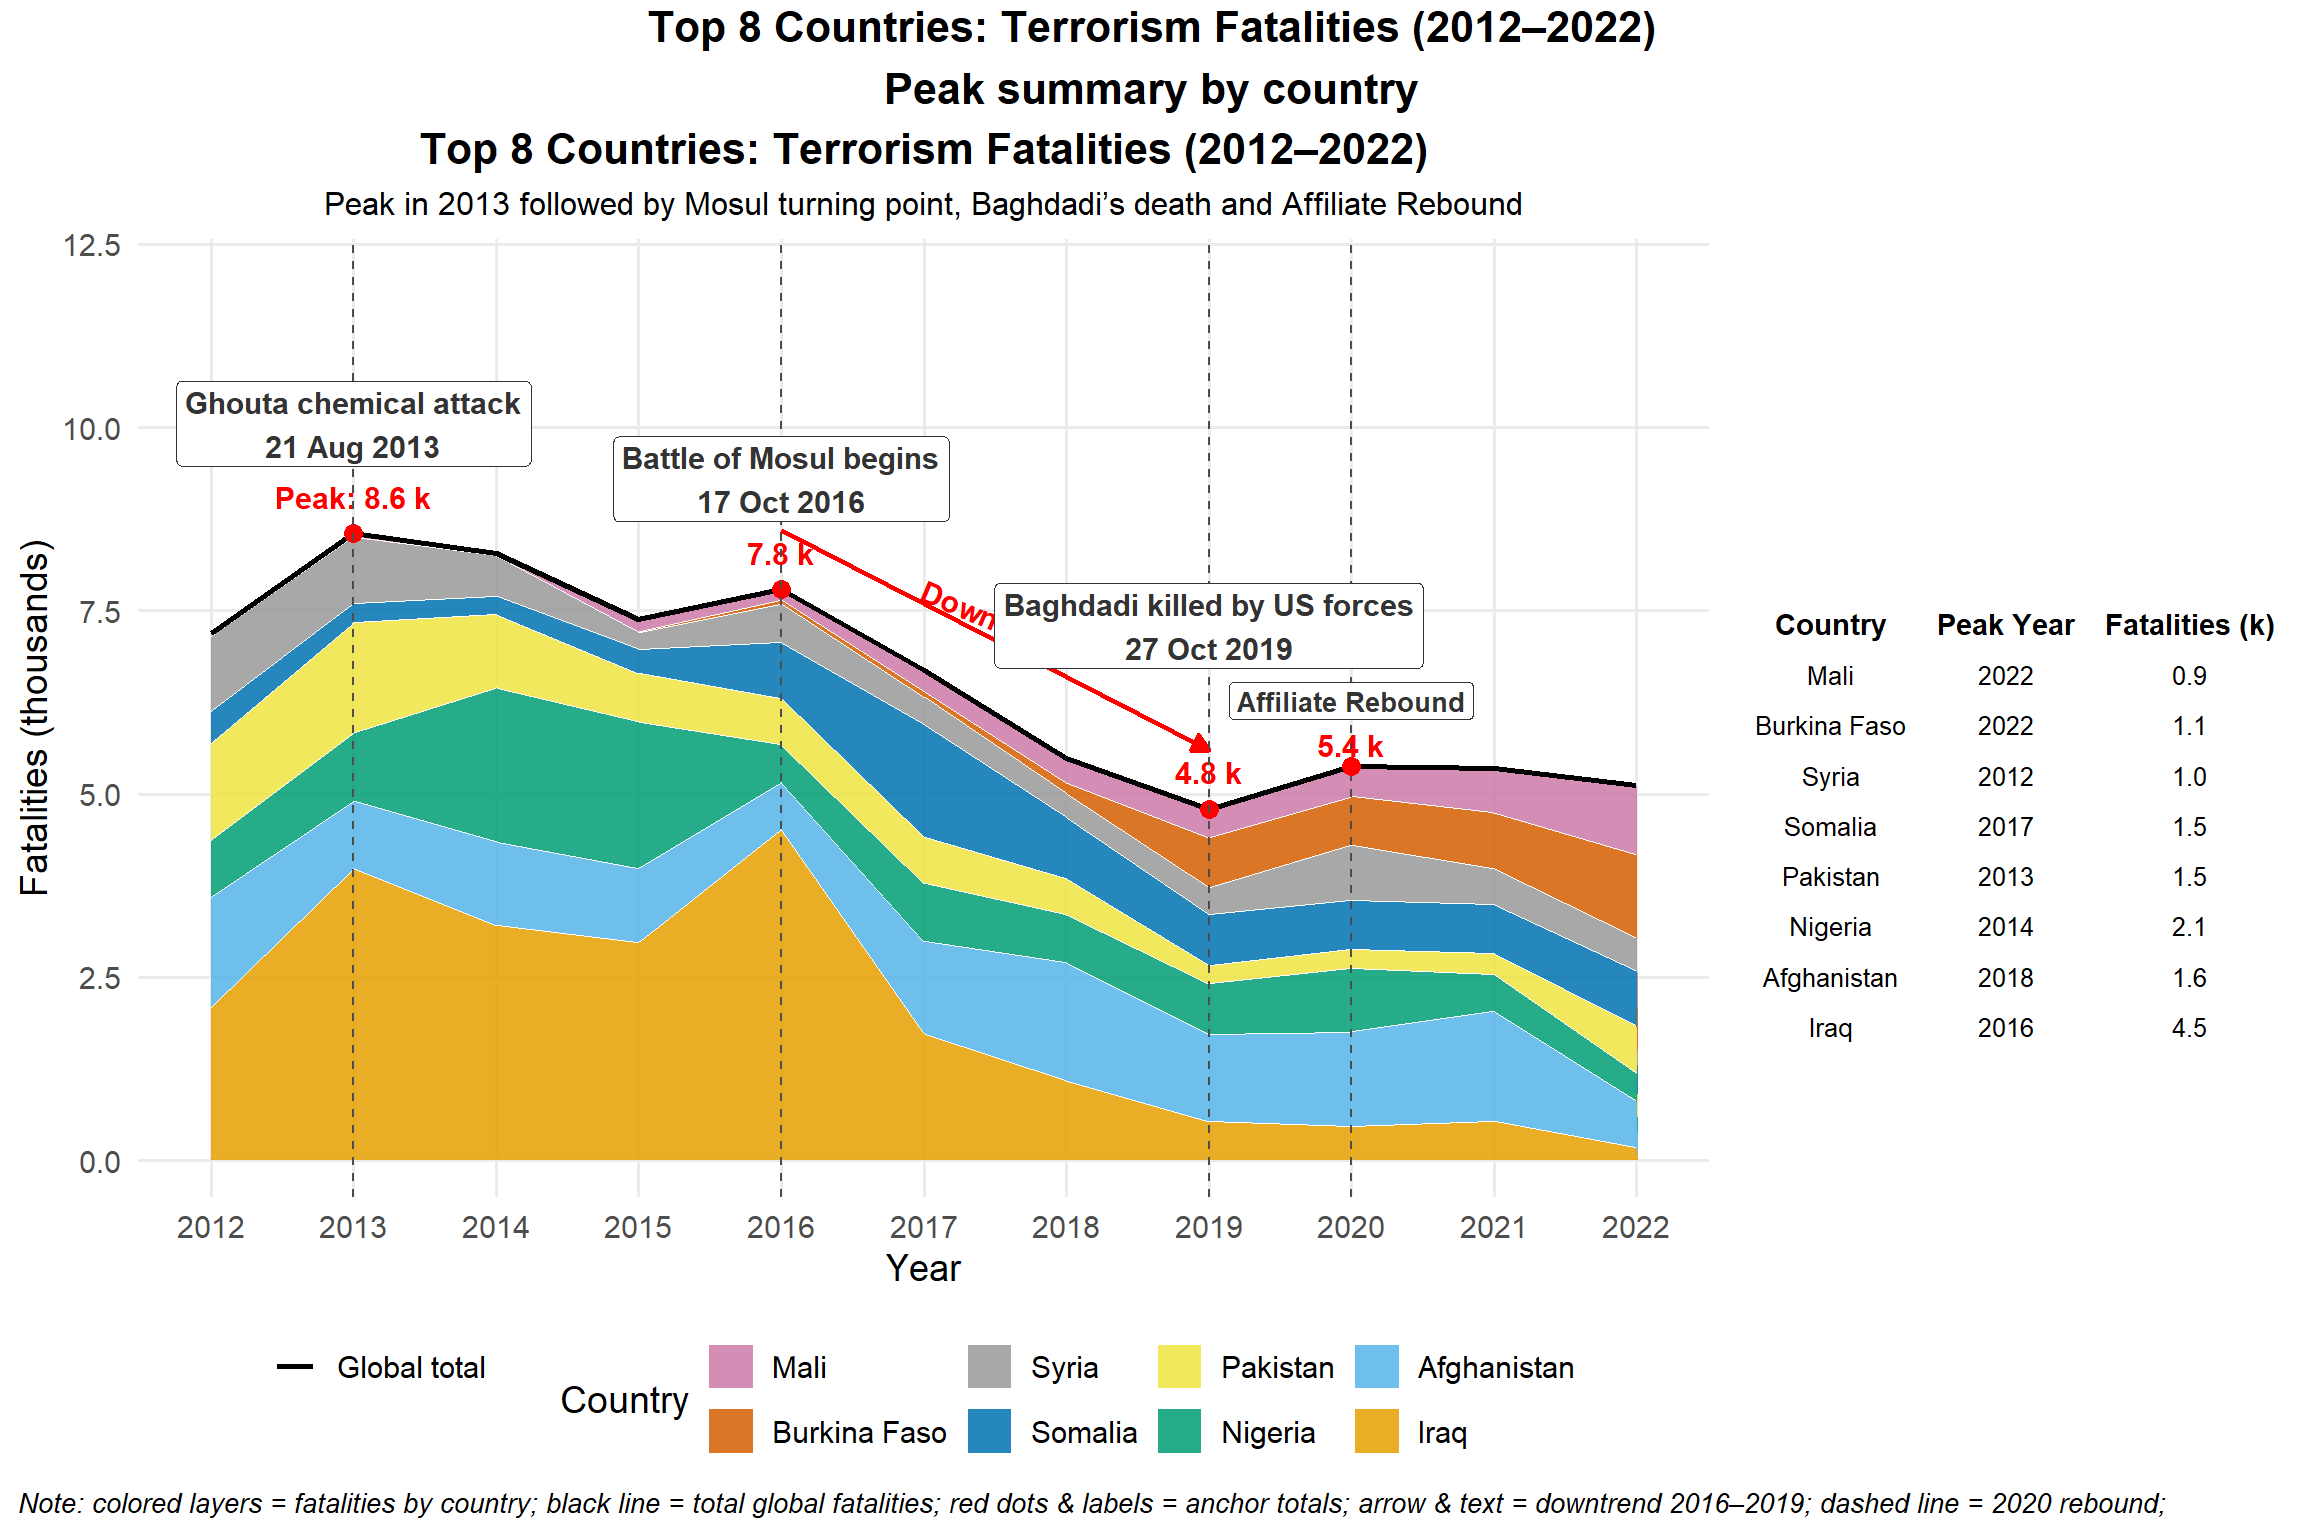 Top 8 Countries: Terrorism Fatalities (2012–2022)
Peak summary by country
Top 8 Countries: Terrorism Fatalities (2012–2022)
Peak in 2013 followed by Mosul turning point, Baghdadi’s death and Affiliate Rebound
Fatalities (thousands)
12.5
10.0
7.5
5.0
2.5
0.0
Ghouta chemical attack
21 Aug 2013
Peak: 8.6 k
Battle of Mosul begins
17 Oct 2016
7.8 k
Down
Baghdadi killed by US forces
27 Oct 2019
Affiliate Rebound
5.4 k
4.8 k
2012 2013 2014 2015 2016 2017 2018 2019 2020 2021 2022
Year
Country Peak Year Fatalities (k)
Mali 2022 0.9
Burkina Faso 2022 1.1
Syria 2012 1.0
Somalia 2017 1.5
Pakistan 2013 1.5
Nigeria 2014 2.1
Afghanistan 2018 1.6
Iraq 2016 4.5
Global total
Country
Mali Syria Pakistan Afghanistan
Burkina Faso Somalia Nigeria Iraq
Note: colored layers = fatalities by country; black line = total global fatalities; red dots & labels = anchor totals; arrow & text = downtrend 2016–2019; dashed line = 2020 rebound;